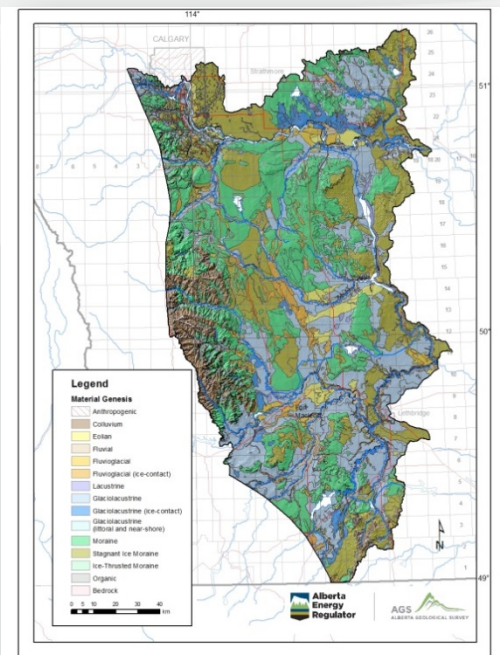 114°
CALGARY
Strathmore
51°
50°
Lethbridge
49°
N
Legend
Material Genesis
Anthropogenic
Colluvium
Eolian
Fluvial
Fluvioglacial
Fluvioglacial (ice-contact)
Lacustrine
Glaciolacustrine
Glaciolacustrine (ice-contact)
Glaciolacustrine
(littoral and near-shore)
Moraine
Stagnant Ice Moraine
Ice-Thrusted Moraine
Organic
Bedrock
0 5 10 20 30 40
km
Alberta
Energy
Regulator
AGS
ALBERTA GEOLOGICAL SURVEY